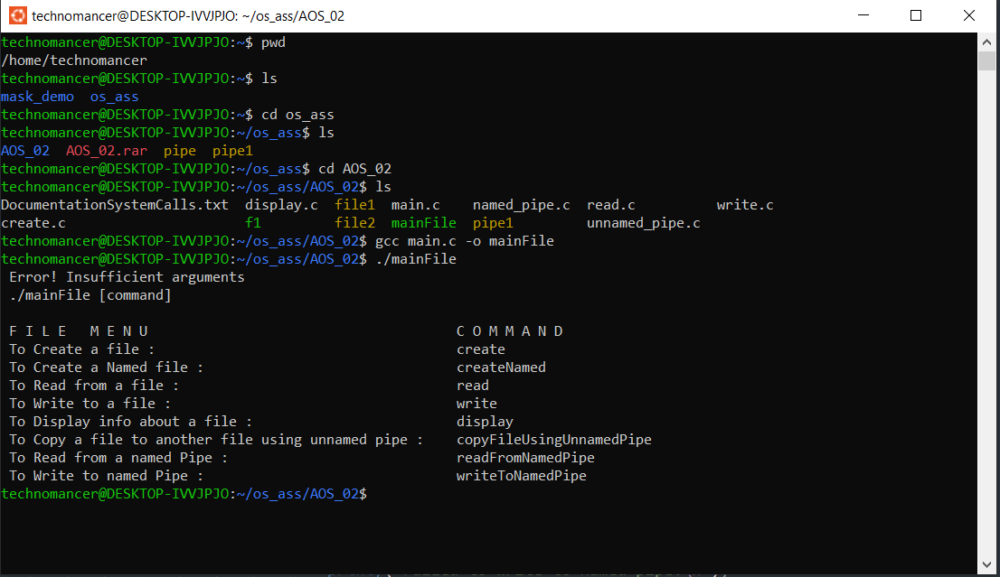 technomancer@DESKTOP-IVVJPJO: ~/os_ass/AOS_02
technomancer@DESKTOP-IVVJPJO:~$ pwd
/home/technomancer
technomancer@DESKTOP-IVVJPJO:~$ ls
mask_demo  os_ass
technomancer@DESKTOP-IVVJPJO:~$ cd os_ass
technomancer@DESKTOP-IVVJPJO:~/os_ass$ ls
AOS_02  AOS_02.rar  pipe  pipe1
technomancer@DESKTOP-IVVJPJO:~/os_ass$ cd AOS_02
technomancer@DESKTOP-IVVJPJO:~/os_ass/AOS_02$ ls
DocumentationSystemCalls.txt  display.c  file1  main.c    named_pipe.c  read.c          write.c
create.c                      f1         file2  mainFile  pipe1         unnamed_pipe.c
technomancer@DESKTOP-IVVJPJO:~/os_ass/AOS_02$ gcc main.c -o mainFile
technomancer@DESKTOP-IVVJPJO:~/os_ass/AOS_02$ ./mainFile
 Error! Insufficient arguments
 ./mainFile [command]

 F I L E   M E N U                                      C O M M A N D
 To Create a file :                                     create
 To Create a Named file :                               createNamed
 To Read from a file :                                  read
 To Write to a file :                                   write
 To Display info about a file :                         display
 To Copy a file to another file using unnamed pipe :    copyFileUsingUnnamedPipe
 To Read from a named Pipe :                            readFromNamedPipe
 To Write to named Pipe :                               writeToNamedPipe
technomancer@DESKTOP-IVVJPJO:~/os_ass/AOS_02$